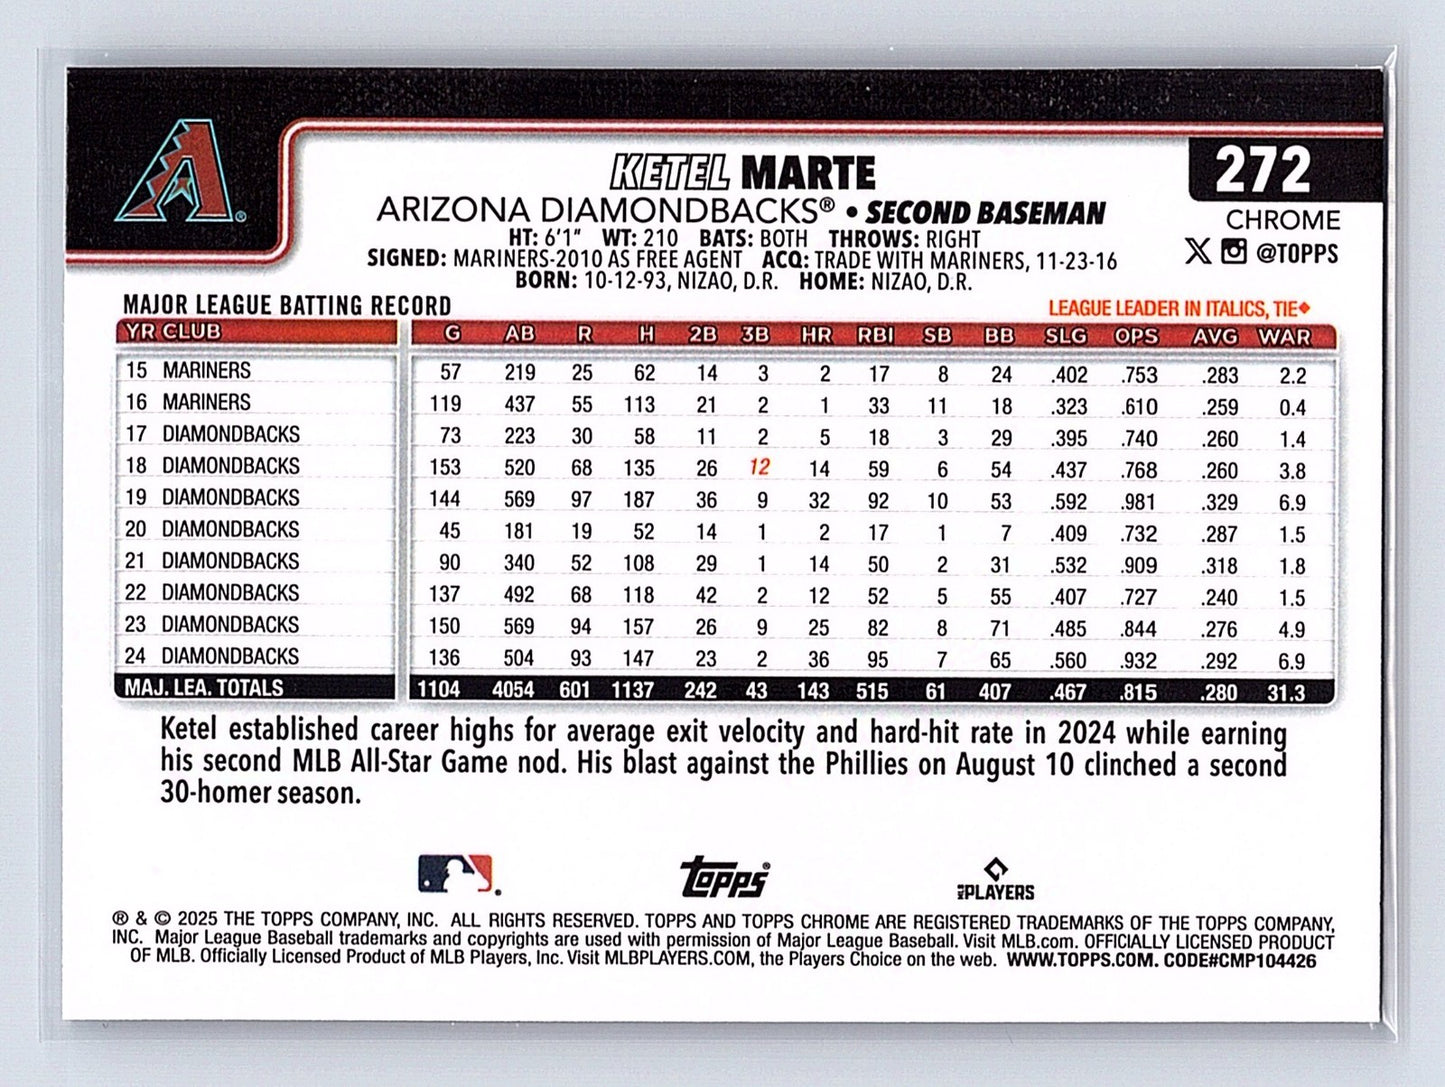 272
KETEL MARTE
ARIZONA DIAMONDBACKS® • SECOND BASEMAN
CHROME
HT: 6'1" WT: 210 BATS: BOTH THROWS: RIGHT
@TOPPS
SIGNED: MARINERS-2010 AS FREE AGENT ACQ: TRADE WITH MARINERS, 11-23-16
BORN: 10-12-93, NIZAO, D.R. HOME: NIZAO, D.R.
MAJOR LEAGUE BATTING RECORD LEAGUE LEADER IN ITALICS, TIE◆
YR CLUB G AB R H 2B 3B HR RBI SB BB SLG OPS AVG WAR
15 MARINERS 57 219 25 62 14 3 2 17 8 24 .402 .753 .283 2.2
16 MARINERS 119 437 55 113 21 2 1 33 11 18 .323 .610 .259 0.4
17 DIAMONDBACKS 73 223 30 58 11 2 5 18 3 29 .395 .740 .260 1.4
18 DIAMONDBACKS 153 520 68 135 26 12 14 59 6 54 .437 .768 .260 3.8
19 DIAMONDBACKS 144 569 97 187 36 9 32 92 10 53 .592 .981 .329 6.9
20 DIAMONDBACKS 45 181 19 52 14 1 2 17 1 7 .409 .732 .287 1.5
21 DIAMONDBACKS 90 340 52 108 29 1 14 50 2 31 .532 .909 .318 1.8
22 DIAMONDBACKS 137 492 68 118 42 2 12 52 5 55 .407 .727 .240 1.5
23 DIAMONDBACKS 150 569 94 157 26 9 25 82 8 71 .485 .844 .276 4.9
24 DIAMONDBACKS 136 504 93 147 23 2 36 95 7 65 .560 .932 .292 6.9
MAJ. LEA. TOTALS 1104 4054 601 1137 242 43 143 515 61 407 .467 .815 .280 31.3
Ketel established career highs for average exit velocity and hard-hit rate in 2024 while earning
his second MLB All-Star Game nod. His blast against the Phillies on August 10 clinched a second
30-homer season.
topps®
PLAYERS
® & © 2025 THE TOPPS COMPANY, INC. ALL RIGHTS RESERVED. TOPPS AND TOPPS CHROME ARE REGISTERED TRADEMARKS OF THE TOPPS COMPANY,
INC. Major League Baseball trademarks and copyrights are used with permission of Major League Baseball. Visit MLB.com. OFFICIALLY LICENSED PRODUCT
OF MLB. Officially Licensed Product of MLB Players, Inc. Visit MLBPLAYERS.COM, the Players Choice on the web. WWW.TOPPS.COM. CODE#CMP104426